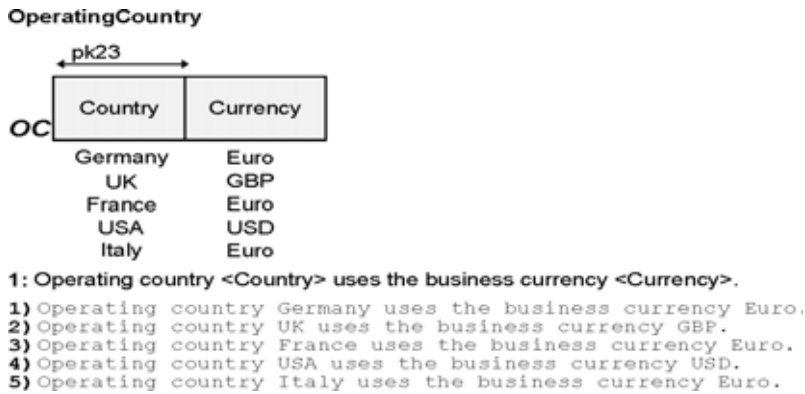 OperatingCountry
pk23
OC Country Currency
Germany Euro
UK GBP
France Euro
USA USD
Italy Euro
1: Operating country <Country> uses the business currency <Currency>.
1) Operating country Germany uses the business currency Euro.
2) Operating country UK uses the business currency GBP.
3) Operating country France uses the business currency Euro.
4) Operating country USA uses the business currency USD.
5) Operating country Italy uses the business currency Euro.